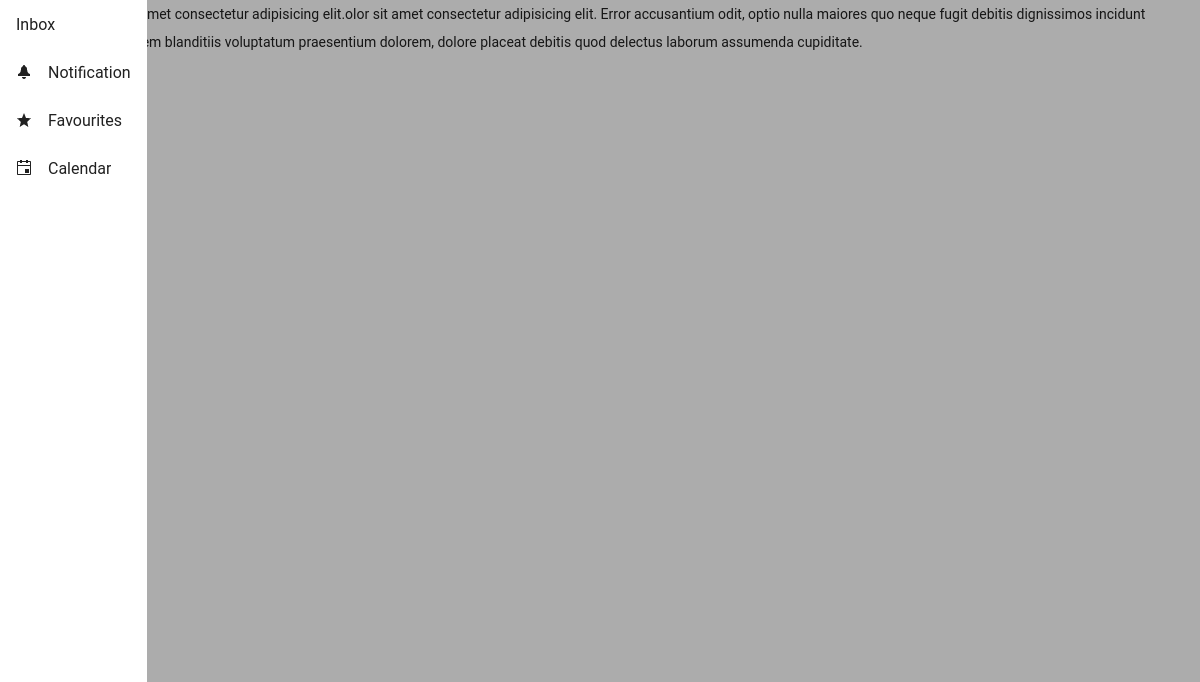 Inbox
Notification
Favourites
Calendar
met consectetur adipisicing elit.olor sit amet consectetur adipisicing elit. Error accusantium odit, optio nulla maiores quo neque fugit debitis dignissimos incidunt
em blanditiis voluptatum praesentium dolorem, dolore placeat debitis quod delectus laborum assumenda cupiditate.